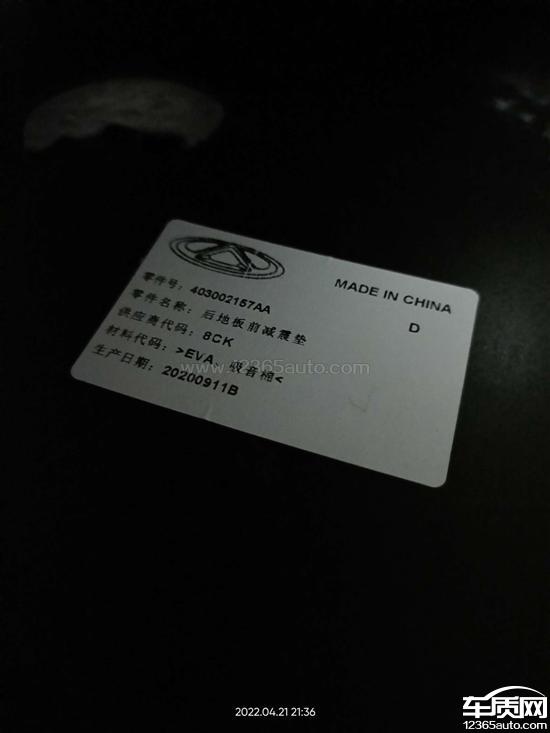 MADE IN CHINA
D
零件号: 403002157AA
零件名称: 后地板前减震垫
供应商代码: 8CK
材料代码: >EVA、吸音棉<
生产日期: 20200911B
www.12365auto.com
2022.04.21 21:36
车质网
12365auto.com